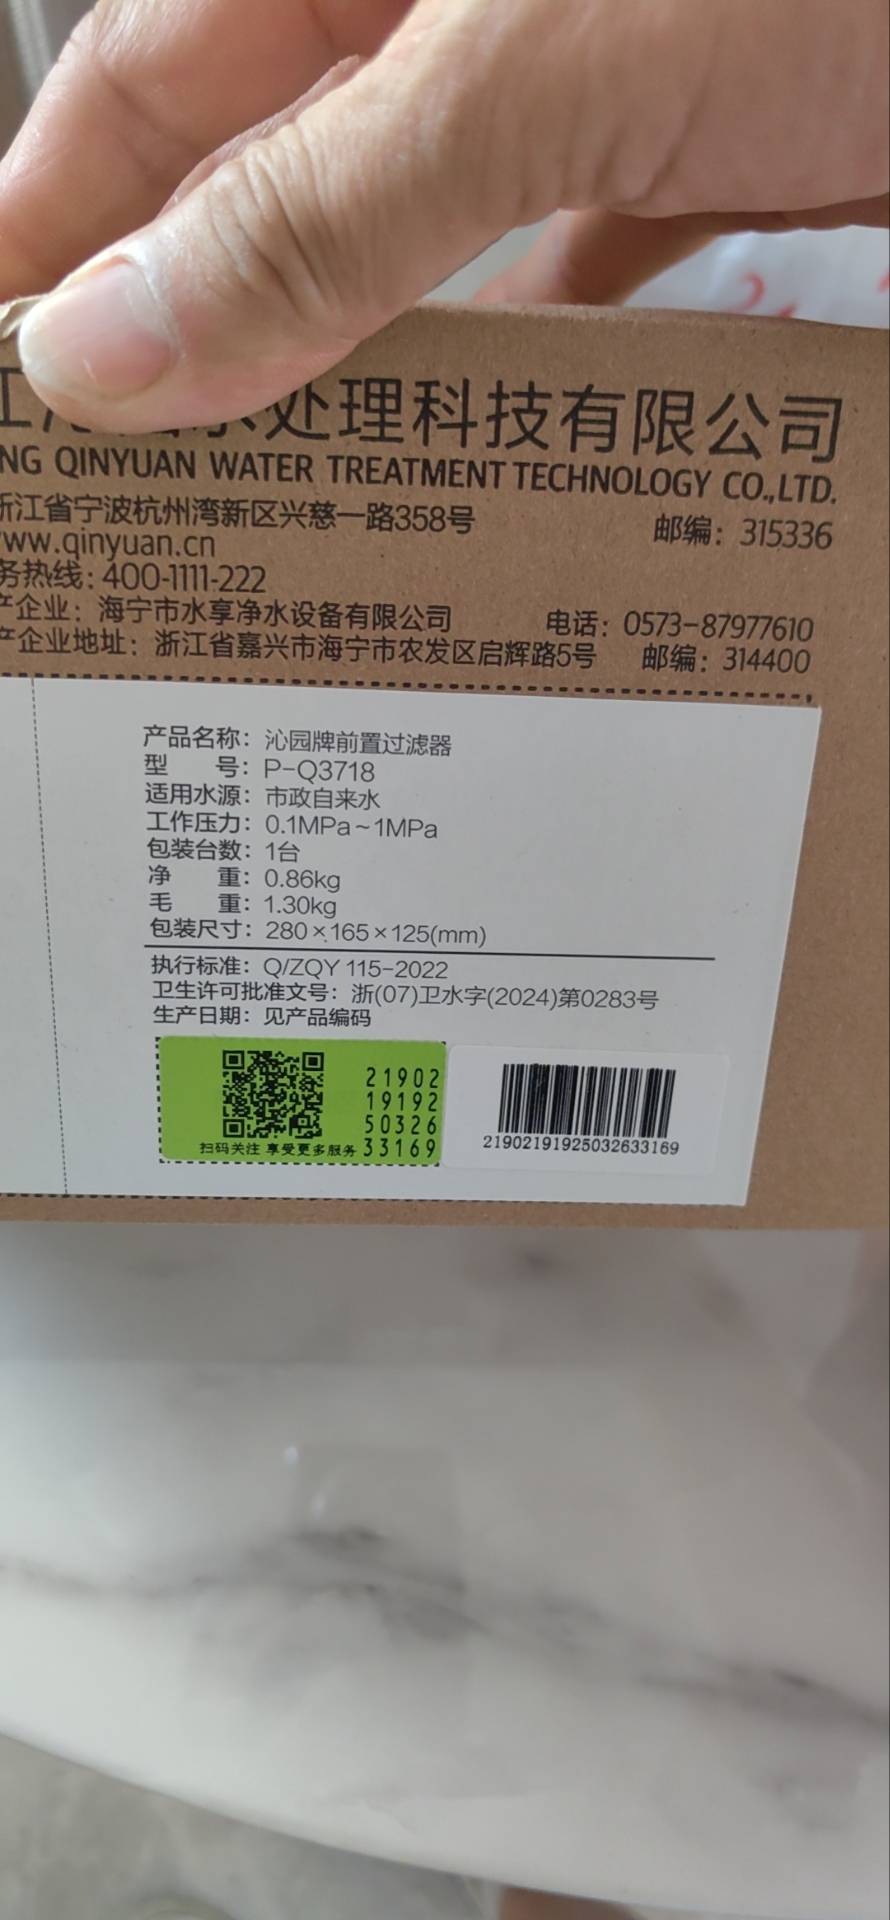 处理科技有限公司
NG QINYUAN WATER TREATMENT TECHNOLOGY CO.,LTD.
浙江省宁波杭州湾新区兴慈一路358号 邮编：315336
ww.qinyuan.cn
务热线：400-1111-222
产企业：海宁市水享净水设备有限公司 电话：0573-87977610
产企业地址：浙江省嘉兴市海宁市农发区启辉路5号 邮编：314400
产品名称：沁园牌前置过滤器
型号：P-Q3718
适用水源：市政自来水
工作压力：0.1MPa~1MPa
包装台数：1台
净重：0.86kg
毛重：1.30kg
包装尺寸：280×165×125(mm)
执行标准：Q/ZQY 115-2022
卫生许可批准文号：浙(07)卫水字(2024)第0283号
生产日期：见产品编码
21902
19192
50326
33169
扫码关注 享受更多服务
21902191925032633169